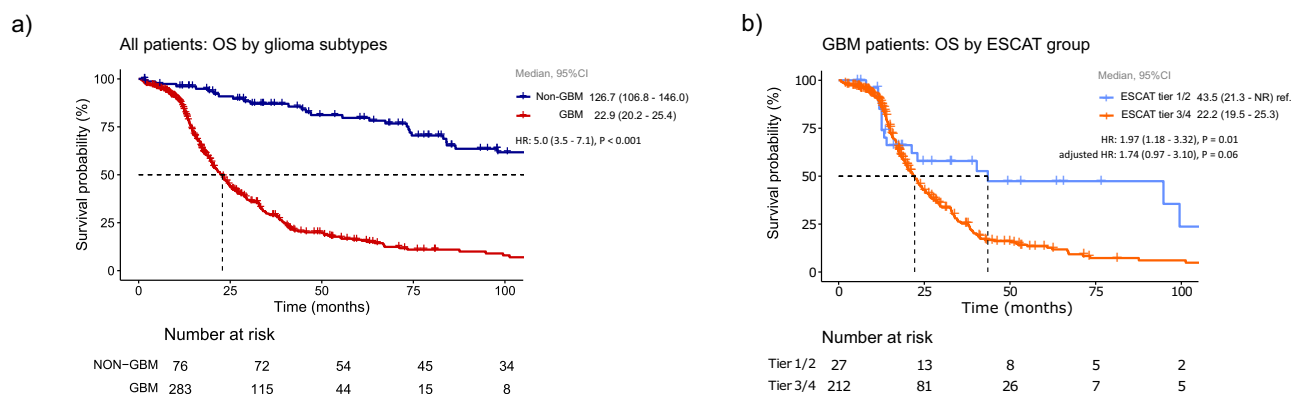 a)
All patients: OS by glioma subtypes
Median, 95%CI
Non-GBM 126.7 (106.8 - 146.0)
GBM 22.9 (20.2 - 25.4)
HR: 5.0 (3.5 - 7.1), P < 0.001
Survival probability (%)
100
75
50
25
0
0 25 50 75 100
Time (months)
Number at risk
NON−GBM 76 72 54 45 34
GBM 283 115 44 15 8
b)
GBM patients: OS by ESCAT group
Median, 95%CI
ESCAT tier 1/2 43.5 (21.3 - NR) ref.
ESCAT tier 3/4 22.2 (19.5 - 25.3)
HR: 1.97 (1.18 - 3.32), P = 0.01
adjusted HR: 1.74 (0.97 - 3.10), P = 0.06
Survival probability (%)
100
75
50
25
0
0 25 50 75 100
Time (months)
Number at risk
Tier 1/2 27 13 8 5 2
Tier 3/4 212 81 26 7 5